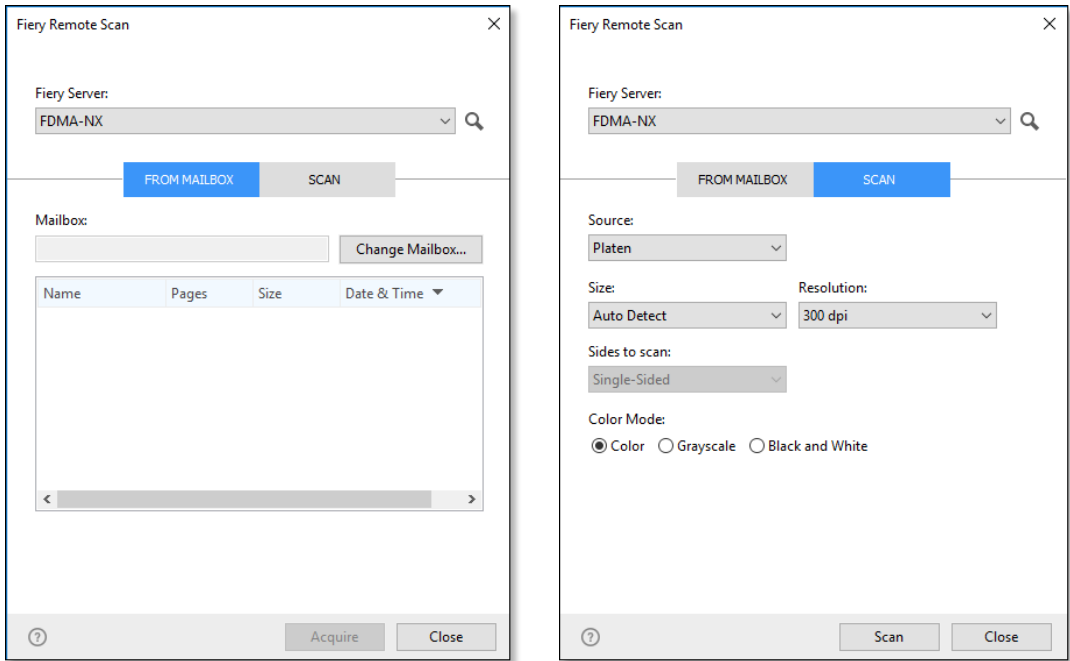 Fiery Remote Scan
Fiery Server:
FDMA-NX
FROM MAILBOX SCAN
Mailbox:
Change Mailbox...
Name Pages Size Date & Time
Acquire Close
Fiery Remote Scan
Fiery Server:
FDMA-NX
FROM MAILBOX SCAN
Source:
Platen
Size: Resolution:
Auto Detect 300 dpi
Sides to scan:
Single-Sided
Color Mode:
Color Grayscale Black and White
Scan Close